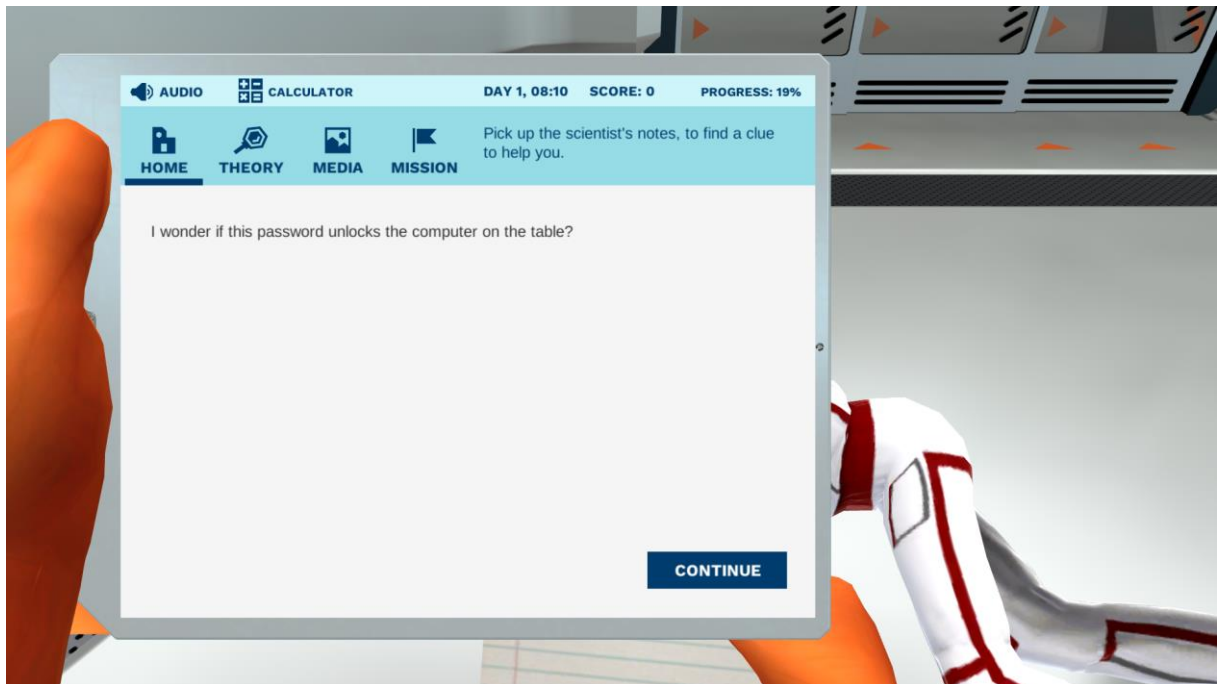 AUDIO CALCULATOR DAY 1, 08:10 SCORE: 0 PROGRESS: 19%
HOME THEORY MEDIA MISSION
Pick up the scientist's notes, to find a clue
to help you.
I wonder if this password unlocks the computer on the table?
CONTINUE